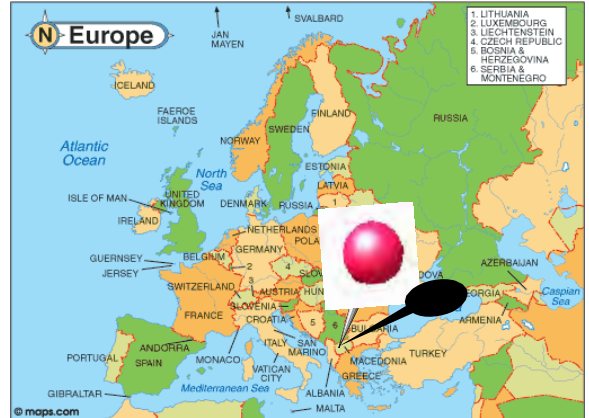 N Europe
1. LITHUANIA
2. LUXEMBOURG
3. LIECHTENSTEIN
4. CZECH REPUBLIC
5. BOSNIA &
HERZEGOVINA
6. SERBIA &
MONTENEGRO
SVALBARD
JAN
MAYEN
ICELAND
FAEROE
ISLANDS
FINLAND
RUSSIA
SWEDEN
NORWAY
Atlantic
Ocean
ESTONIA
North
Sea
LATVIA
ISLE OF MAN
UNITED
KINGDOM
DENMARK
RUSSIA
1
IRELAND
NETHERLANDS
GERMANY
GUERNSEY
BELGIUM
JERSEY
2
4
AZERBAIJAN
3
SWITZERLAND
AUSTRIA
Caspian
Sea
SLOVENIA
FRANCE
CROATIA
5
6
ARMENIA
ANDORRA
ITALY
SAN
MARINO
PORTUGAL
SPAIN
MONACO
VATICAN
CITY
MACEDONIA
TURKEY
GREECE
Mediterranean Sea
ALBANIA
GIBRALTAR
MALTA
© maps.com